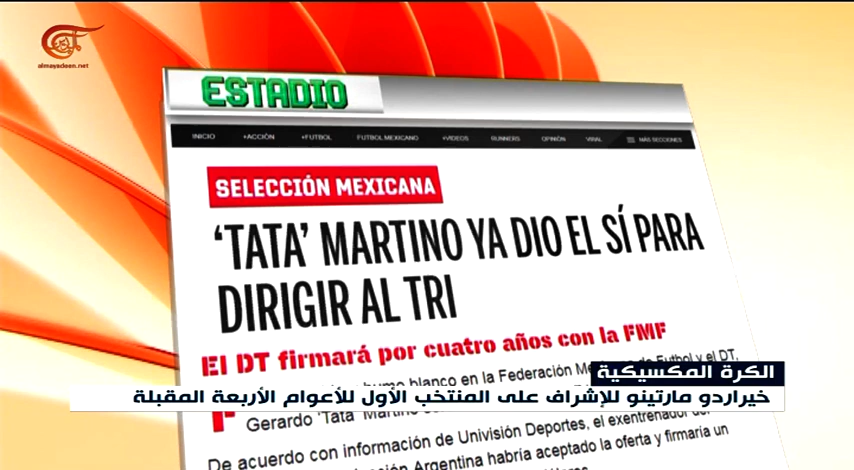 الميادين
almayadeen.net
ESTADIO
INICIO +ACCIÓN +FUTBOL FUTBOL MEXICANO +VIDEOS RUNNERS OPINIÓN VIRAL MÁS SECCIONES
SELECCIÓN MEXICANA
‘TATA’ MARTINO YA DIO EL SÍ PARA
DIRIGIR AL TRI
El DT firmará por cuatro años con la FMF
humo blanco en la Federación de Futbol y el DT,
Gerardo ‘Tata’ Martino
الكرة المكسيكية
خيراردو مارتينو للإشراف على المنتخب الأول للأعوام الأربعة المقبلة
De acuerdo con información de Univisión Deportes, el exentrenador
Argentina habría aceptado la oferta y firmaría un